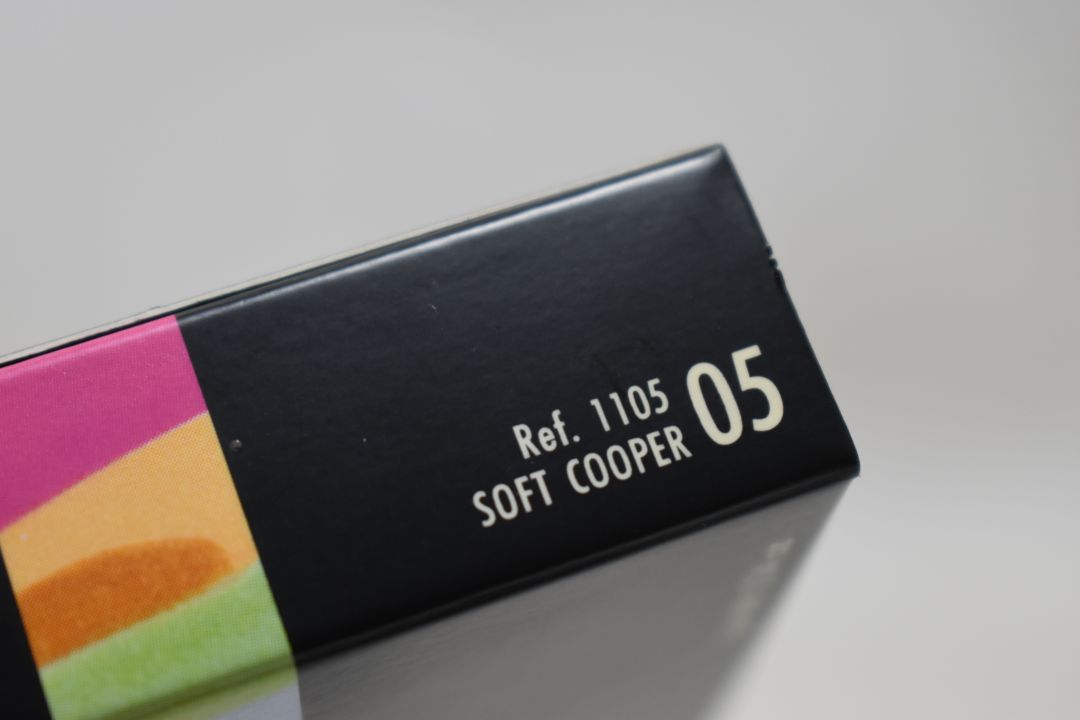 Ref. 1105
SOFT COOPER 05